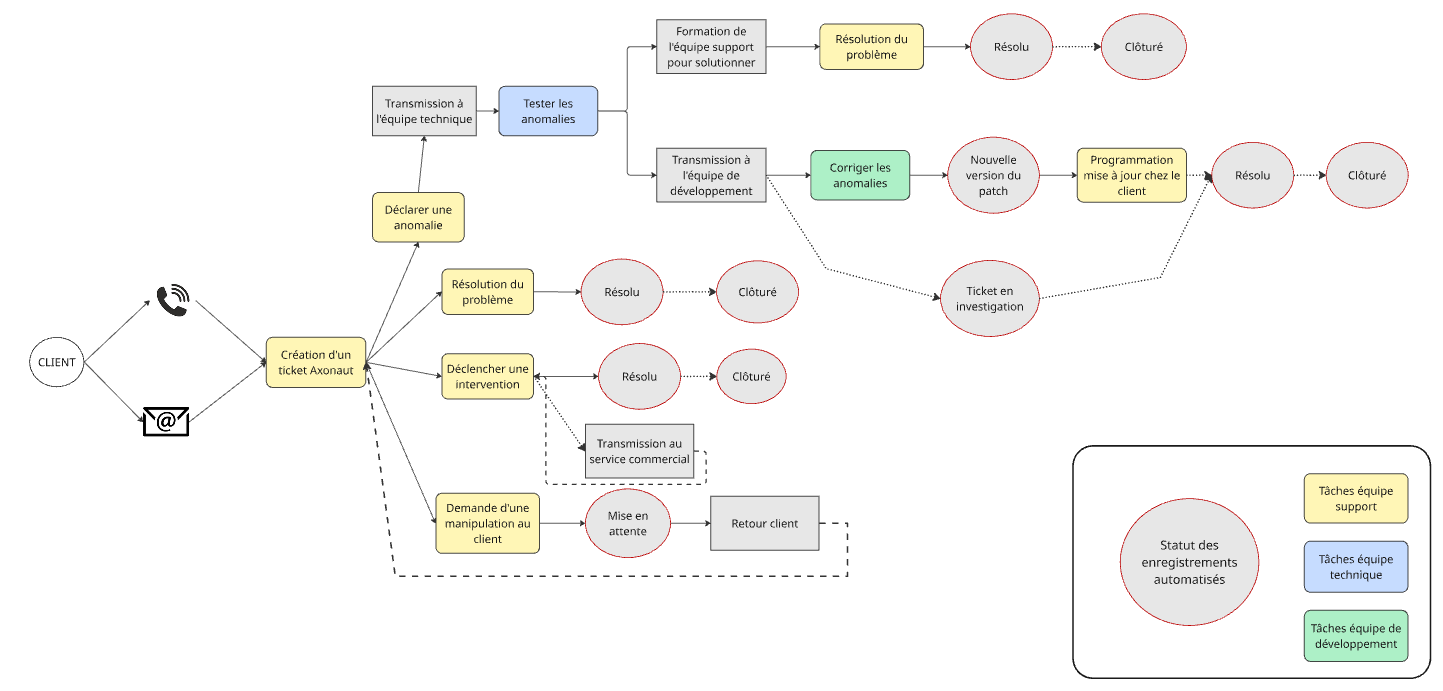 Formation de
l'équipe support
pour solutionner
Résolution du
problème
Résolu
Clôturé
Transmission à
l'équipe technique
Tester les
anomalies
Transmission à
l'équipe de
développement
Corriger les
anomalies
Nouvelle
version du
patch
Programmation
mise à jour chez le
client
Résolu
Clôturé
Déclarer une
anomalie
Résolution du
problème
Résolu
Clôturé
Ticket en
investigation
CLIENT
@
Création d'un
ticket Axonaut
Déclencher une
intervention
Résolu
Clôturé
Transmission au
service commercial
Demande d'une
manipulation au
client
Mise en
attente
Retour client
Statut des
enregistrements
automatisés
Tâches équipe
support
Tâches équipe
technique
Tâches équipe de
développement